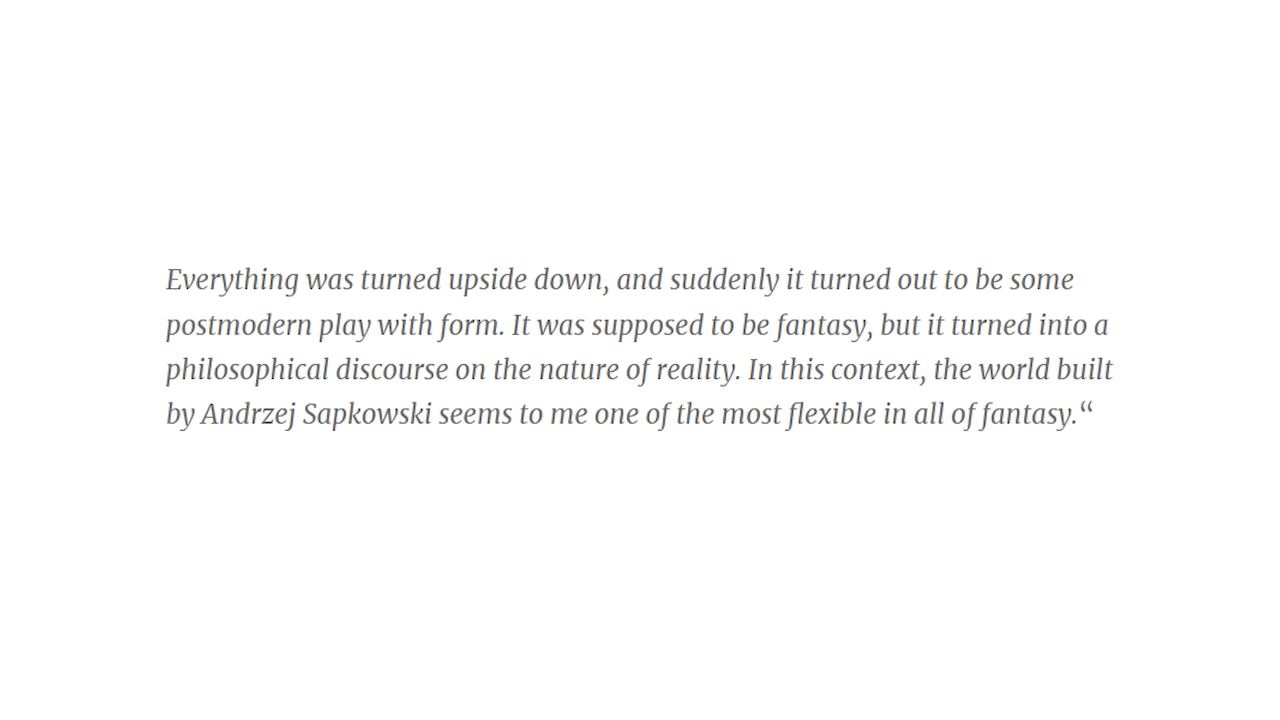 Everything was turned upside down, and suddenly it turned out to be some
postmodern play with form. It was supposed to be fantasy, but it turned into a
philosophical discourse on the nature of reality. In this context, the world built
by Andrzej Sapkowski seems to me one of the most flexible in all of fantasy.“